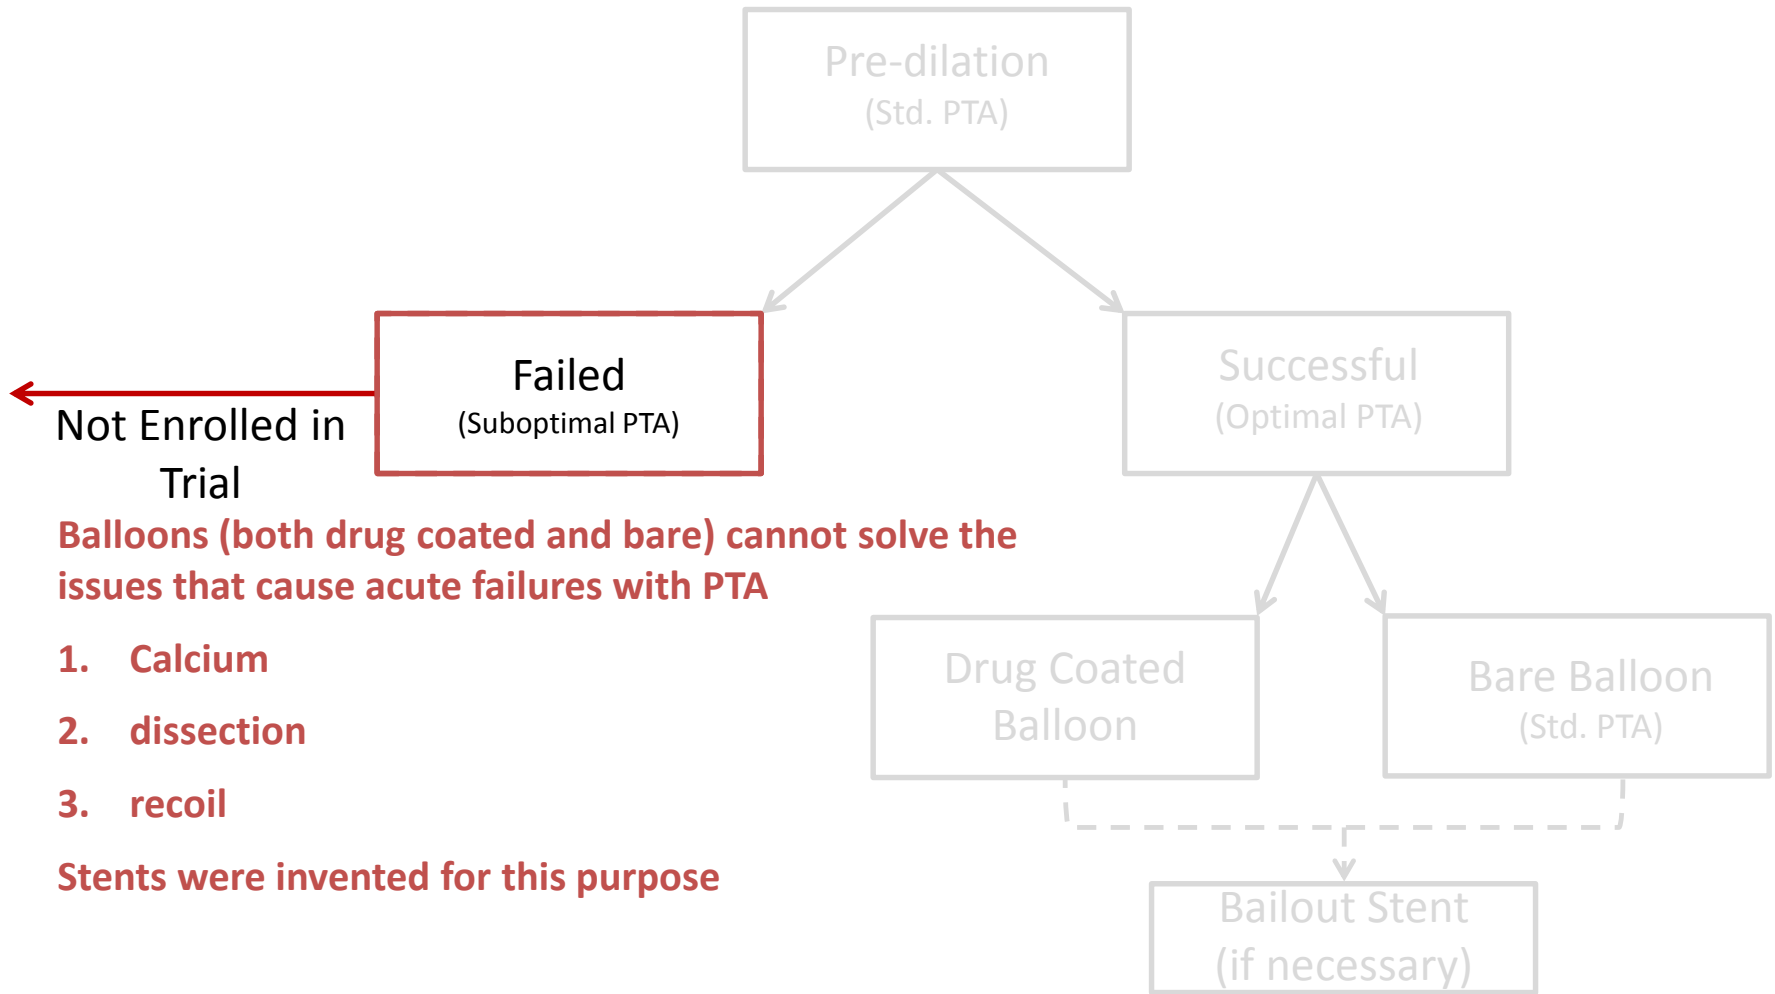 Pre-dilation
(Std. PTA)
Failed
(Suboptimal PTA)
Successful
(Optimal PTA)
Not Enrolled in
Trial
Balloons (both drug coated and bare) cannot solve the
issues that cause acute failures with PTA
1. Calcium
2. dissection
3. recoil
Stents were invented for this purpose
Drug Coated
Balloon
Bare Balloon
(Std. PTA)
Bailout Stent
(if necessary)